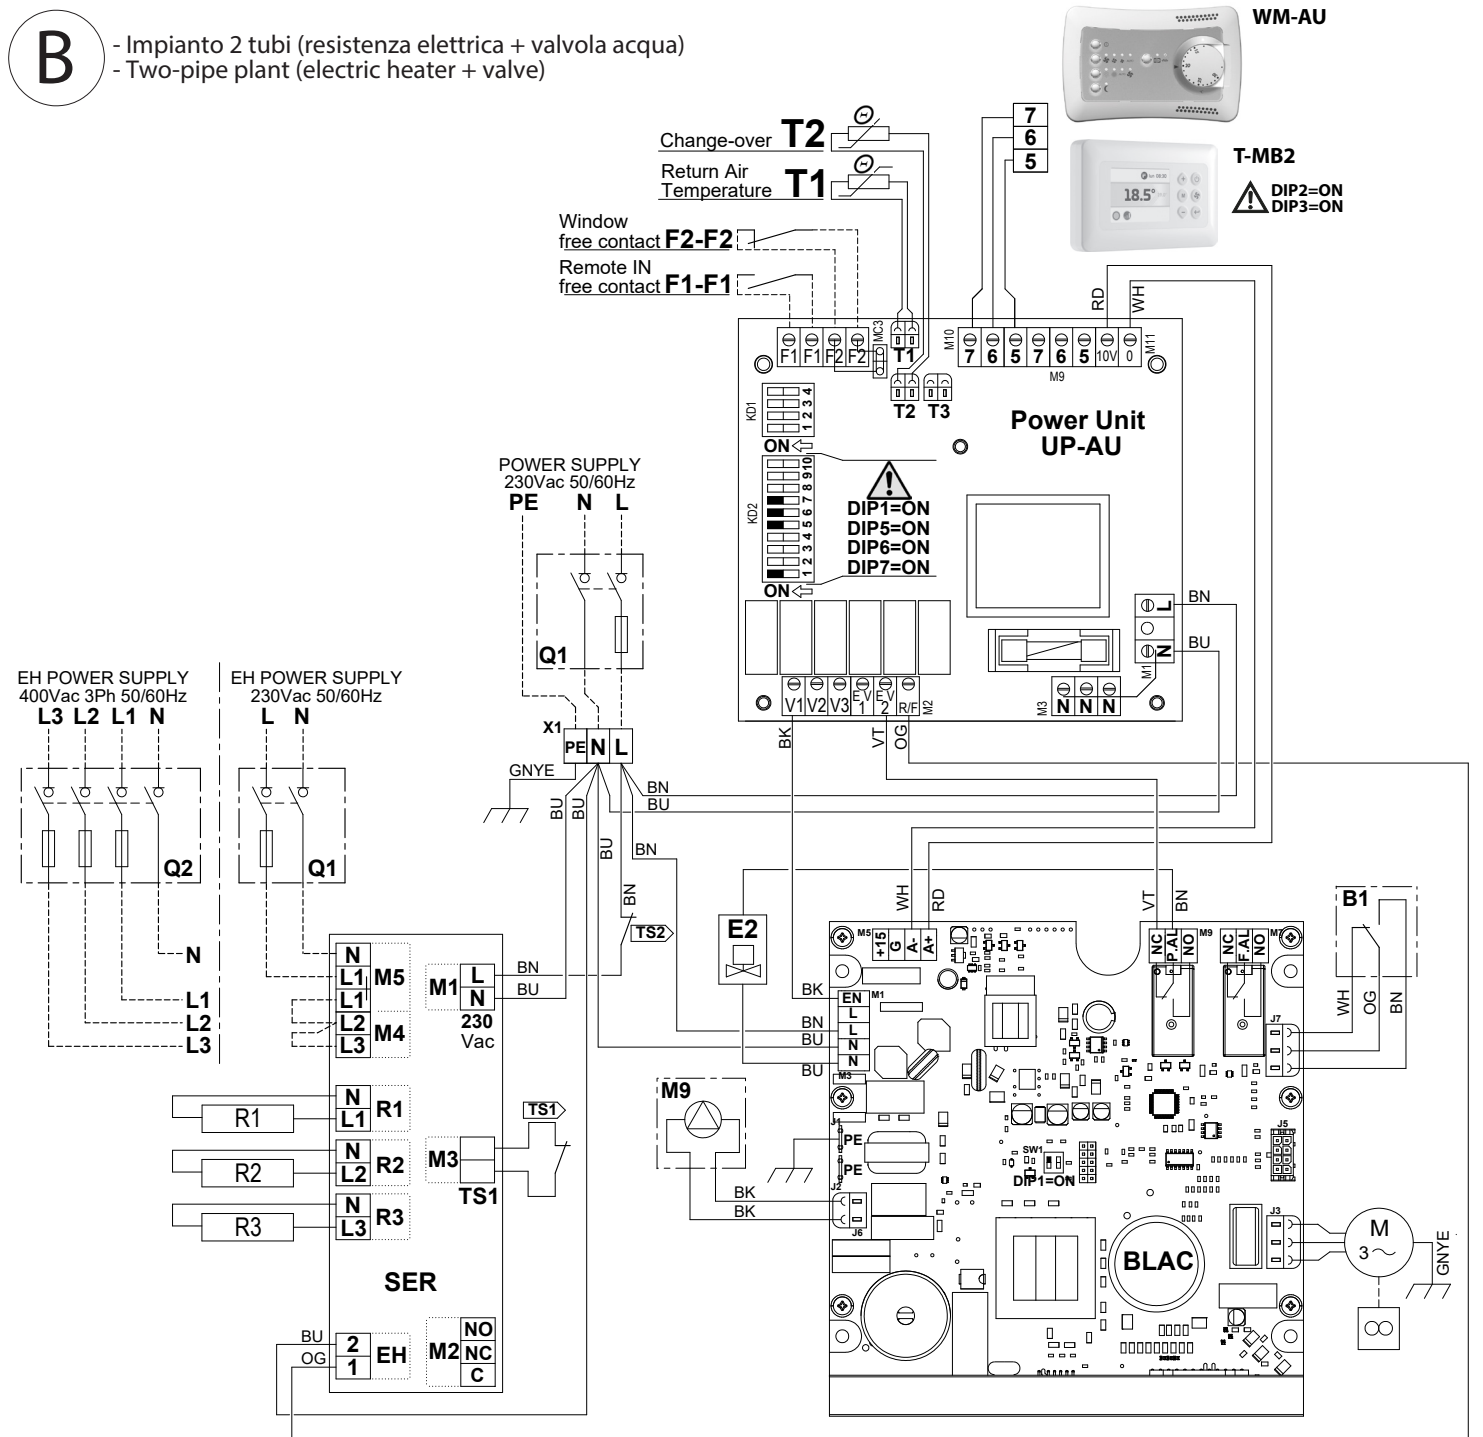 B
- Impianto 2 tubi (resistenza elettrica + valvola acqua)
- Two-pipe plant (electric heater + valve)
WM-AU
T-MB2
DIP2=ON
DIP3=ON
18.5°
7
6
5
Change-over T2
Return Air
Temperature T1
Window
free contact F2-F2
Remote IN
free contact F1-F1
RD
WH
F1 F1 F2 F2
MC3
T1
T2 T3
M10
7 6 5 7 6 5 10V 0
M11
M9
KD1
1 2 3 4
ON
KD2
1 2 3 4 5 6 7 8 9 10
ON
DIP1=ON
DIP5=ON
DIP6=ON
DIP7=ON
Power Unit
UP-AU
L
N
M1
BN
BU
M3
N N N
V1 V2 V3 EV1 EV2 R/F
M2
BK
VT
OG
POWER SUPPLY
230Vac 50/60Hz
PE N L
Q1
X1
PE N L
GNYE
BN
BU
BU
BU
BU
BN
BN
TS2
EH POWER SUPPLY
400Vac 3Ph 50/60Hz
L3 L2 L1 N
Q2
EH POWER SUPPLY
230Vac 50/60Hz
L N
Q1
N
L1
L2
L3
N
L1
M5
L1
L2
M4
L3
M1
L
N
230
Vac
BN
BU
R1
N
L1
R1
R2
N
L2
R2
R3
N
L3
R3
M3
TS1
TS1
SER
BU
OG
2
1
EH
M2
NO
NC
C
E2
WH
RD
VT
BN
M5
+15 G A- A+
NC P.AL NO
M9
NC F.AL NO
M7
B1
WH
OG
BN
J7
BK
BN
BU
BU
EN
L
L
N
N
M1
M3
M9
BK
BK
J1
PE
PE
J2
J6
SW1
DIP1=ON
J5
J3
BLAC
M
3~
GNYE